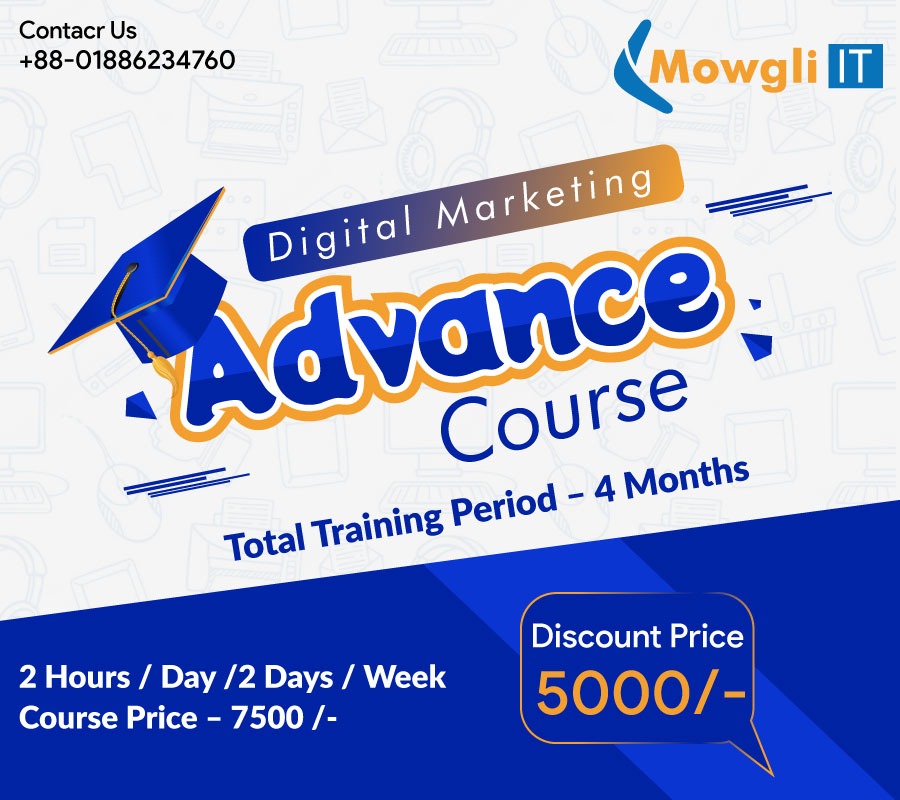 Contacr Us
+88-01886234760
Mowgli IT
Digital Marketing
Advance
Course
Total Training Period – 4 Months
2 Hours / Day /2 Days / Week
Course Price – 7500 /-
Discount Price
5000/-